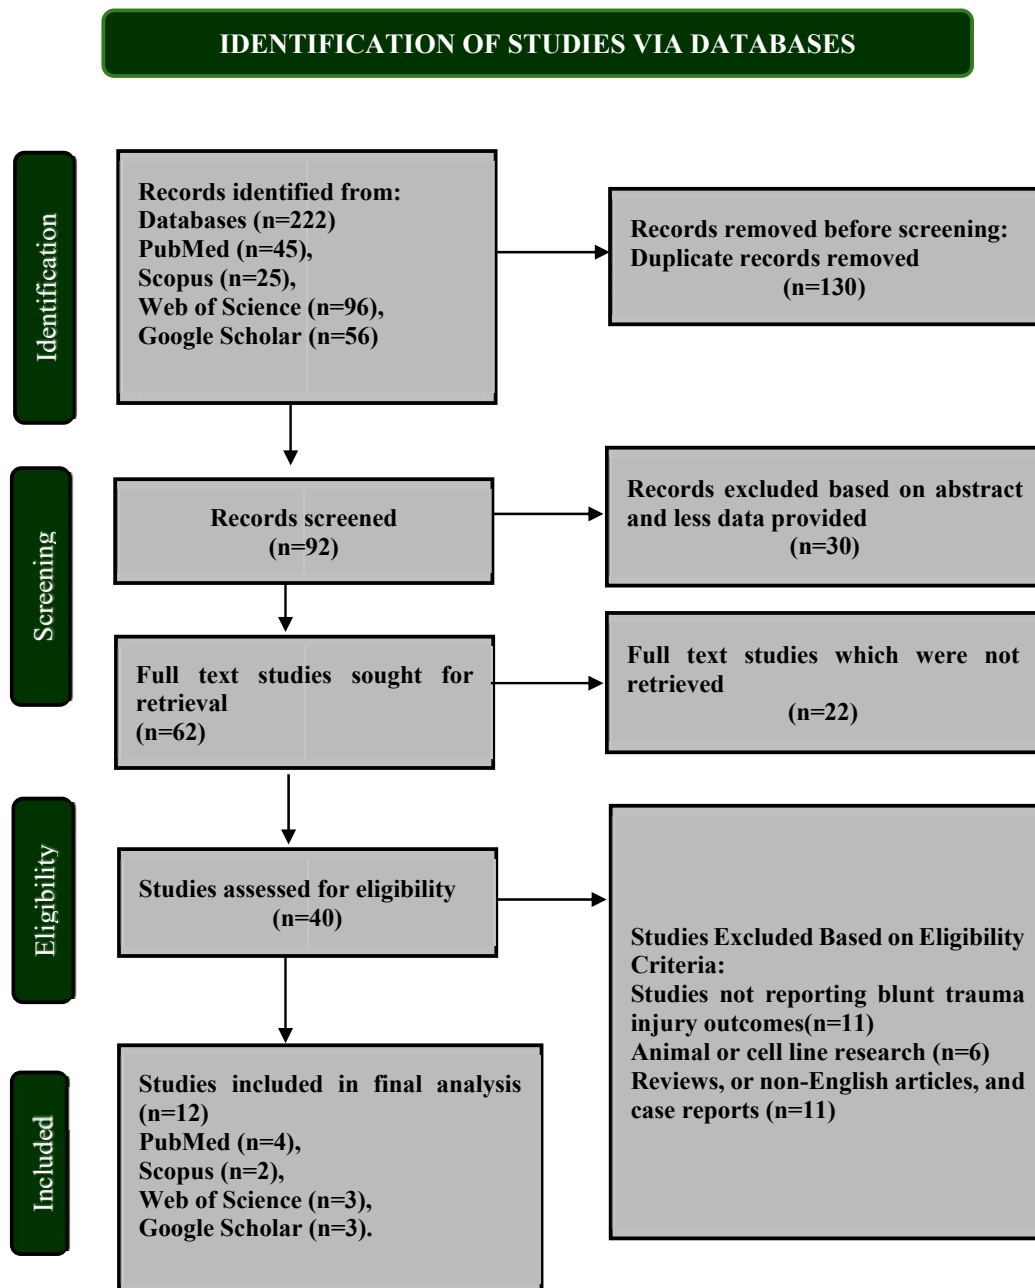 IDENTIFICATION OF STUDIES VIA DATABASES
Identification
Records identified from:
Databases (n=222)
PubMed (n=45),
Scopus (n=25),
Web of Science (n=96),
Google Scholar (n=56)
Records removed before screening:
Duplicate records removed
(n=130)
Screening
Records screened
(n=92)
Records excluded based on abstract
and less data provided
(n=30)
Full text studies sought for
retrieval
(n=62)
Full text studies which were not
retrieved
(n=22)
Eligibility
Studies assessed for eligibility
(n=40)
Studies Excluded Based on Eligibility
Criteria:
Studies not reporting blunt trauma
injury outcomes(n=11)
Animal or cell line research (n=6)
Reviews, or non-English articles, and
case reports (n=11)
Included
Studies included in final analysis
(n=12)
PubMed (n=4),
Scopus (n=2),
Web of Science (n=3),
Google Scholar (n=3).